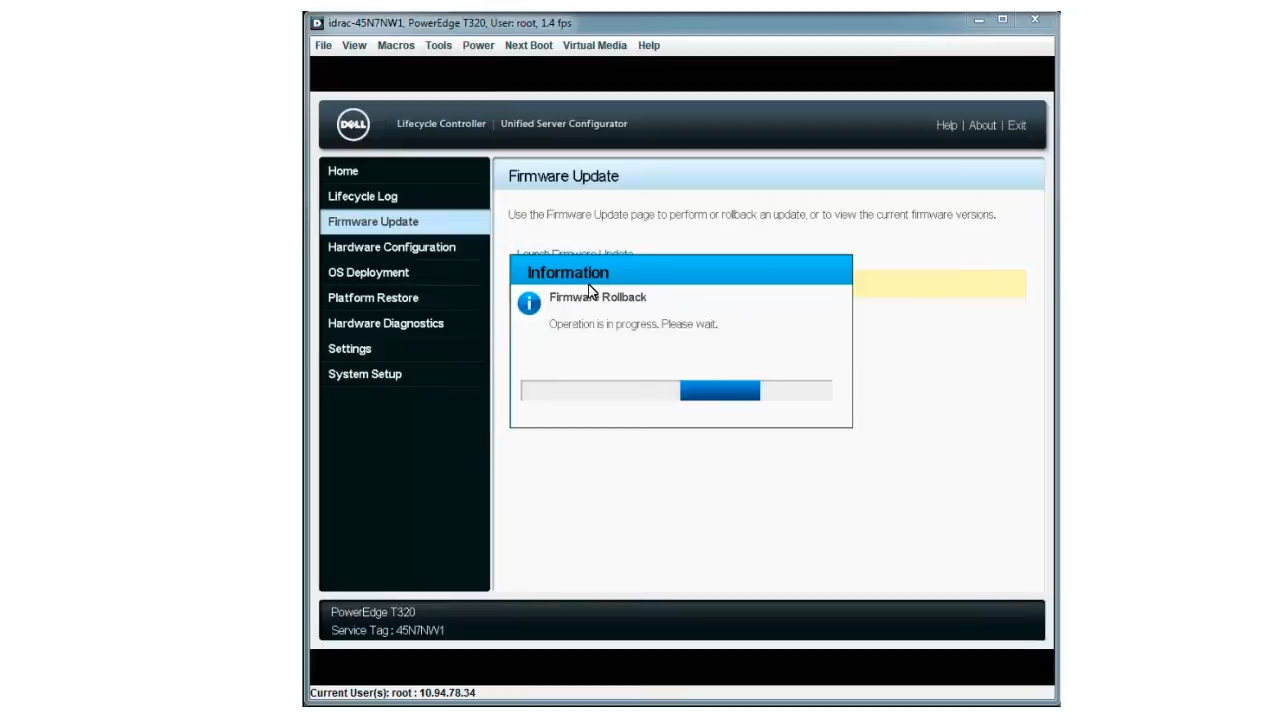 idrac-45N7NW1, PowerEdge T320, User: root, 1.4 fps
File View Macros Tools Power Next Boot Virtual Media Help
DELL Lifecycle Controller | Unified Server Configurator Help | About | Exit
Home
Lifecycle Log
Firmware Update
Hardware Configuration
OS Deployment
Platform Restore
Hardware Diagnostics
Settings
System Setup
Firmware Update
Use the Firmware Update page to perform or rollback an update, or to view the current firmware versions.
Launch Firmware Update
Information
Firmware Rollback
Operation is in progress. Please wait.
PowerEdge T320
Service Tag : 45N7NW1
Current User(s): root : 10.94.78.34